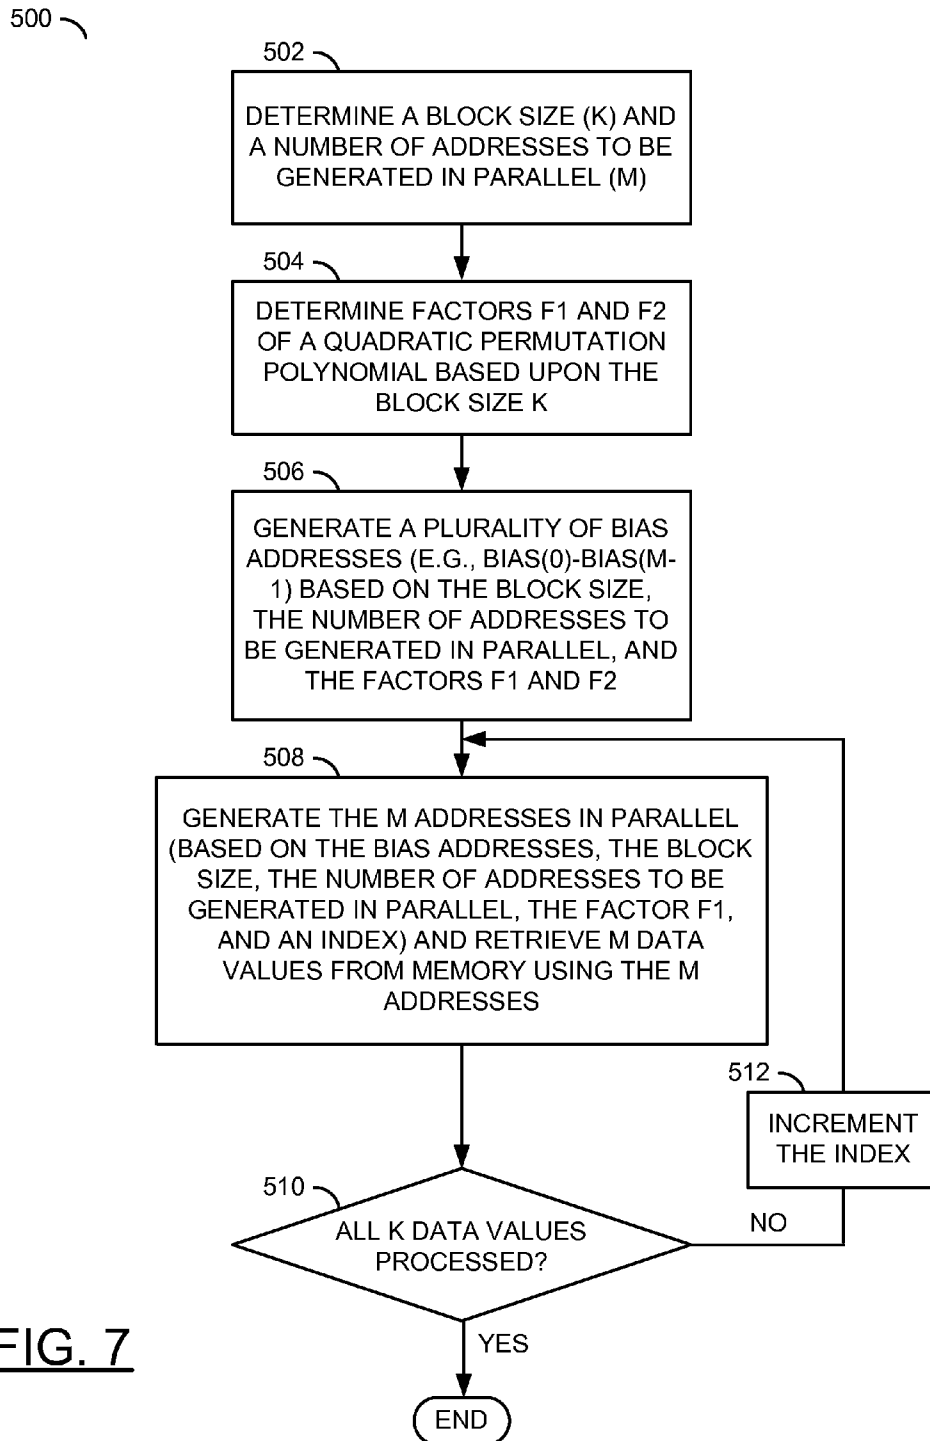 500
502
DETERMINE A BLOCK SIZE (K) AND
A NUMBER OF ADDRESSES TO BE
GENERATED IN PARALLEL (M)
504
DETERMINE FACTORS F1 AND F2
OF A QUADRATIC PERMUTATION
POLYNOMIAL BASED UPON THE
BLOCK SIZE K
506
GENERATE A PLURALITY OF BIAS
ADDRESSES (E.G., BIAS(0)-BIAS(M-
1) BASED ON THE BLOCK SIZE,
THE NUMBER OF ADDRESSES TO
BE GENERATED IN PARALLEL, AND
THE FACTORS F1 AND F2
508
GENERATE THE M ADDRESSES IN PARALLEL
(BASED ON THE BIAS ADDRESSES, THE BLOCK
SIZE, THE NUMBER OF ADDRESSES TO BE
GENERATED IN PARALLEL, THE FACTOR F1,
AND AN INDEX) AND RETRIEVE M DATA
VALUES FROM MEMORY USING THE M
ADDRESSES
512
INCREMENT
THE INDEX
510
ALL K DATA VALUES
PROCESSED?
NO
YES
END
FIG. 7